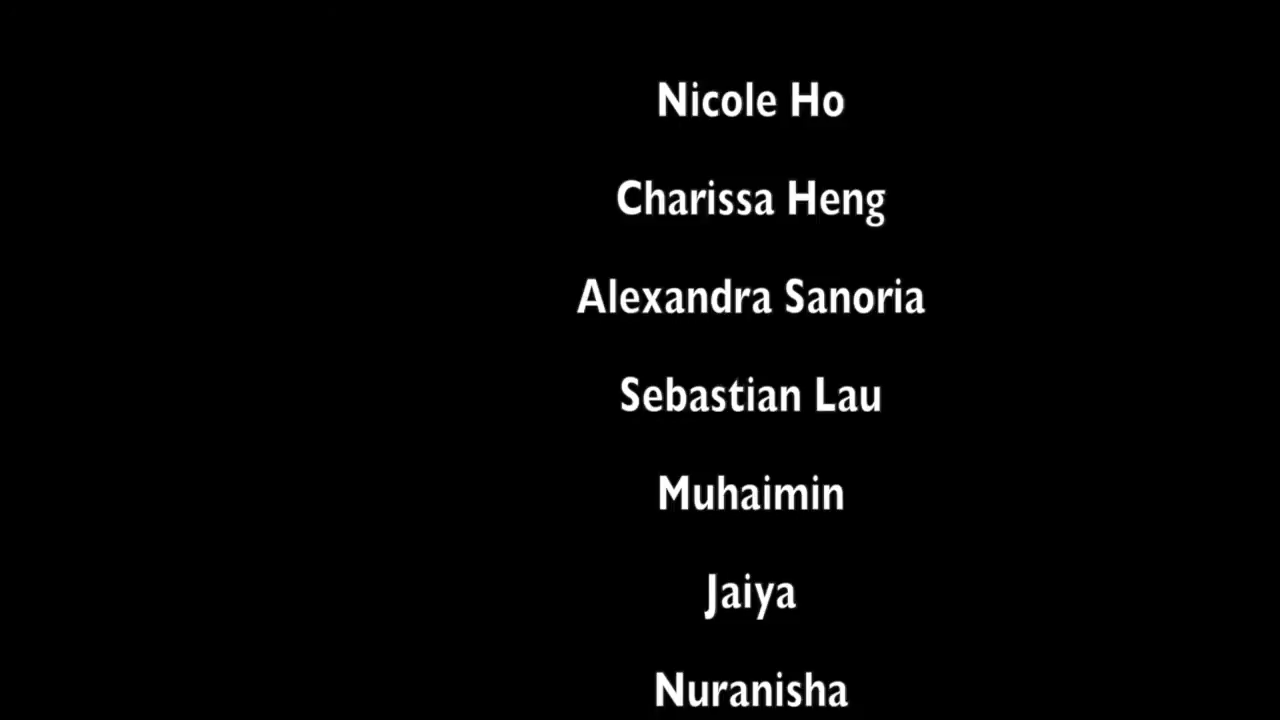 Nicole Ho
Charissa Heng
Alexandra Sanoria
Sebastian Lau
Muhaimin
Jaiya
Nuranisha